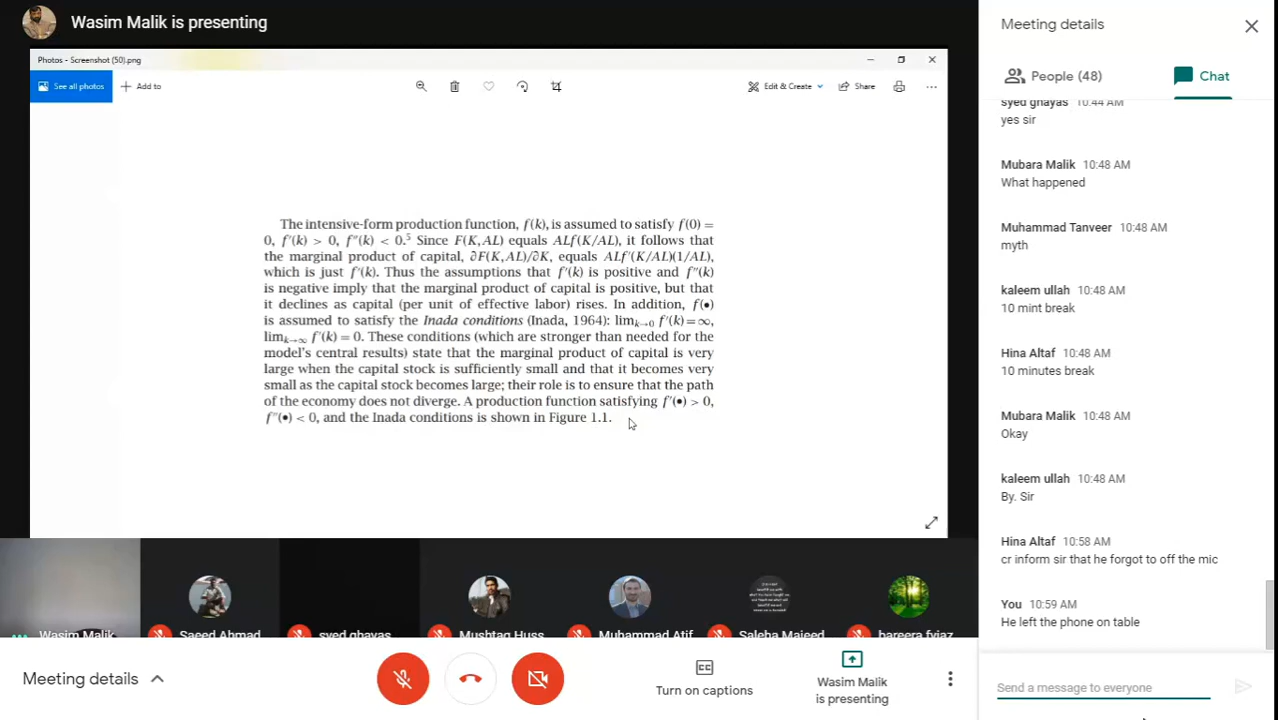 Wasim Malik is presenting
Photos - Screenshot (50).png
See all photos
Add to
Edit & Create
Share
The intensive-form production function, f(k), is assumed to satisfy f(0) =
0, f′(k) > 0, f″(k) < 0.⁵ Since F(K, AL) equals ALf(K/AL), it follows that
the marginal product of capital, ∂F(K, AL)/∂K, equals ALf′(K/AL)(1/AL),
which is just f′(k). Thus the assumptions that f′(k) is positive and f″(k)
is negative imply that the marginal product of capital is positive, but that
it declines as capital (per unit of effective labor) rises. In addition, f(•)
is assumed to satisfy the Inada conditions (Inada, 1964): lim k→0 f′(k) = ∞,
lim k→∞ f′(k) = 0. These conditions (which are stronger than needed for the
model's central results) state that the marginal product of capital is very
large when the capital stock is sufficiently small and that it becomes very
small as the capital stock becomes large; their role is to ensure that the path
of the economy does not diverge. A production function satisfying f′(•) > 0,
f″(•) < 0, and the Inada conditions is shown in Figure 1.1.
Wasim Malik
Saeed Ahmad
syed ghayas
Mushtaq Huss
Muhammad Atif
Saleha Majeed
bareera fyiaz
Meeting details
Turn on captions
Wasim Malik
is presenting
Meeting details
People (48)
Chat
syed ghayas 10:44 AM
yes sir
Mubara Malik 10:48 AM
What happened
Muhammad Tanveer 10:48 AM
myth
kaleem ullah 10:48 AM
10 mint break
Hina Altaf 10:48 AM
10 minutes break
Mubara Malik 10:48 AM
Okay
kaleem ullah 10:48 AM
By. Sir
Hina Altaf 10:58 AM
cr inform sir that he forgot to off the mic
You 10:59 AM
He left the phone on table
Send a message to everyone